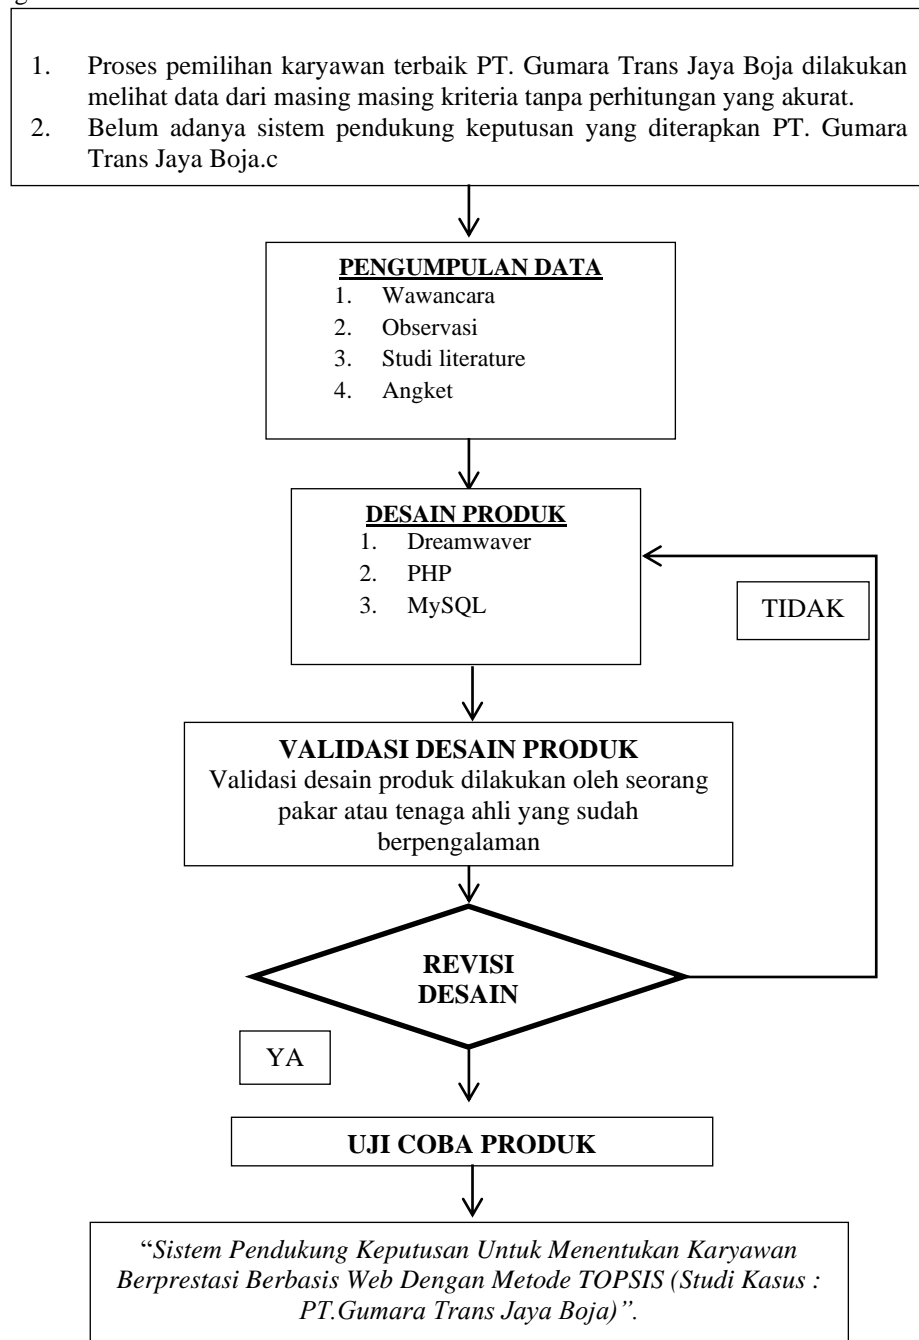 1. Proses pemilihan karyawan terbaik PT. Gumara Trans Jaya Boja dilakukan
melihat data dari masing masing kriteria tanpa perhitungan yang akurat.
2. Belum adanya sistem pendukung keputusan yang diterapkan PT. Gumara
Trans Jaya Boja.c
PENGUMPULAN DATA
1. Wawancara
2. Observasi
3. Studi literature
4. Angket
DESAIN PRODUK
1. Dreamwaver
2. PHP
3. MySQL
TIDAK
VALIDASI DESAIN PRODUK
Validasi desain produk dilakukan oleh seorang
pakar atau tenaga ahli yang sudah
berpengalaman
REVISI
DESAIN
YA
UJI COBA PRODUK
“Sistem Pendukung Keputusan Untuk Menentukan Karyawan
Berprestasi Berbasis Web Dengan Metode TOPSIS (Studi Kasus :
PT.Gumara Trans Jaya Boja)”.